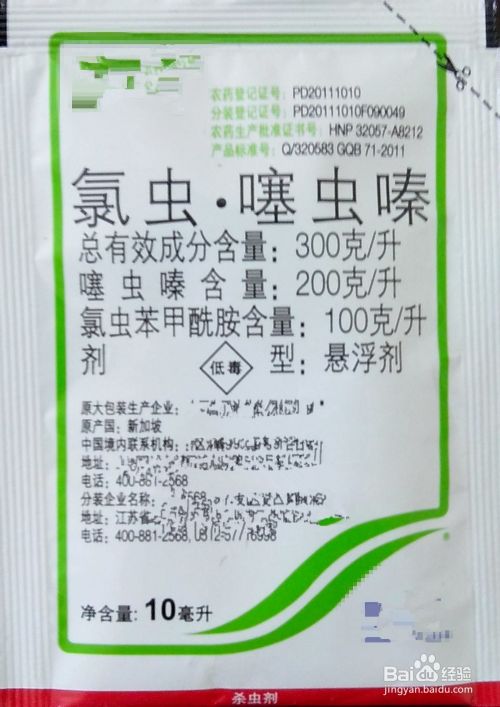 农药登记证号：PD20111010
分装登记证号：PD20111010F090049
农药生产批准证书号：HNP 32057-A8212
产品标准号：Q/320583 GQB 71-2011
氯虫·噻虫嗪
总有效成分含量：300克/升
噻虫嗪含量：200克/升
氯虫苯甲酰胺含量：100克/升
剂型：悬浮剂
低毒
原大包装生产企业：
原产国：新加坡
中国境内联系机构：
地址：
电话：400-881-2568
分装企业名称：
地址：江苏省
电话：400-881-2568,
净含量：10毫升
杀虫剂
Baidu经验
jingyan.baidu.com